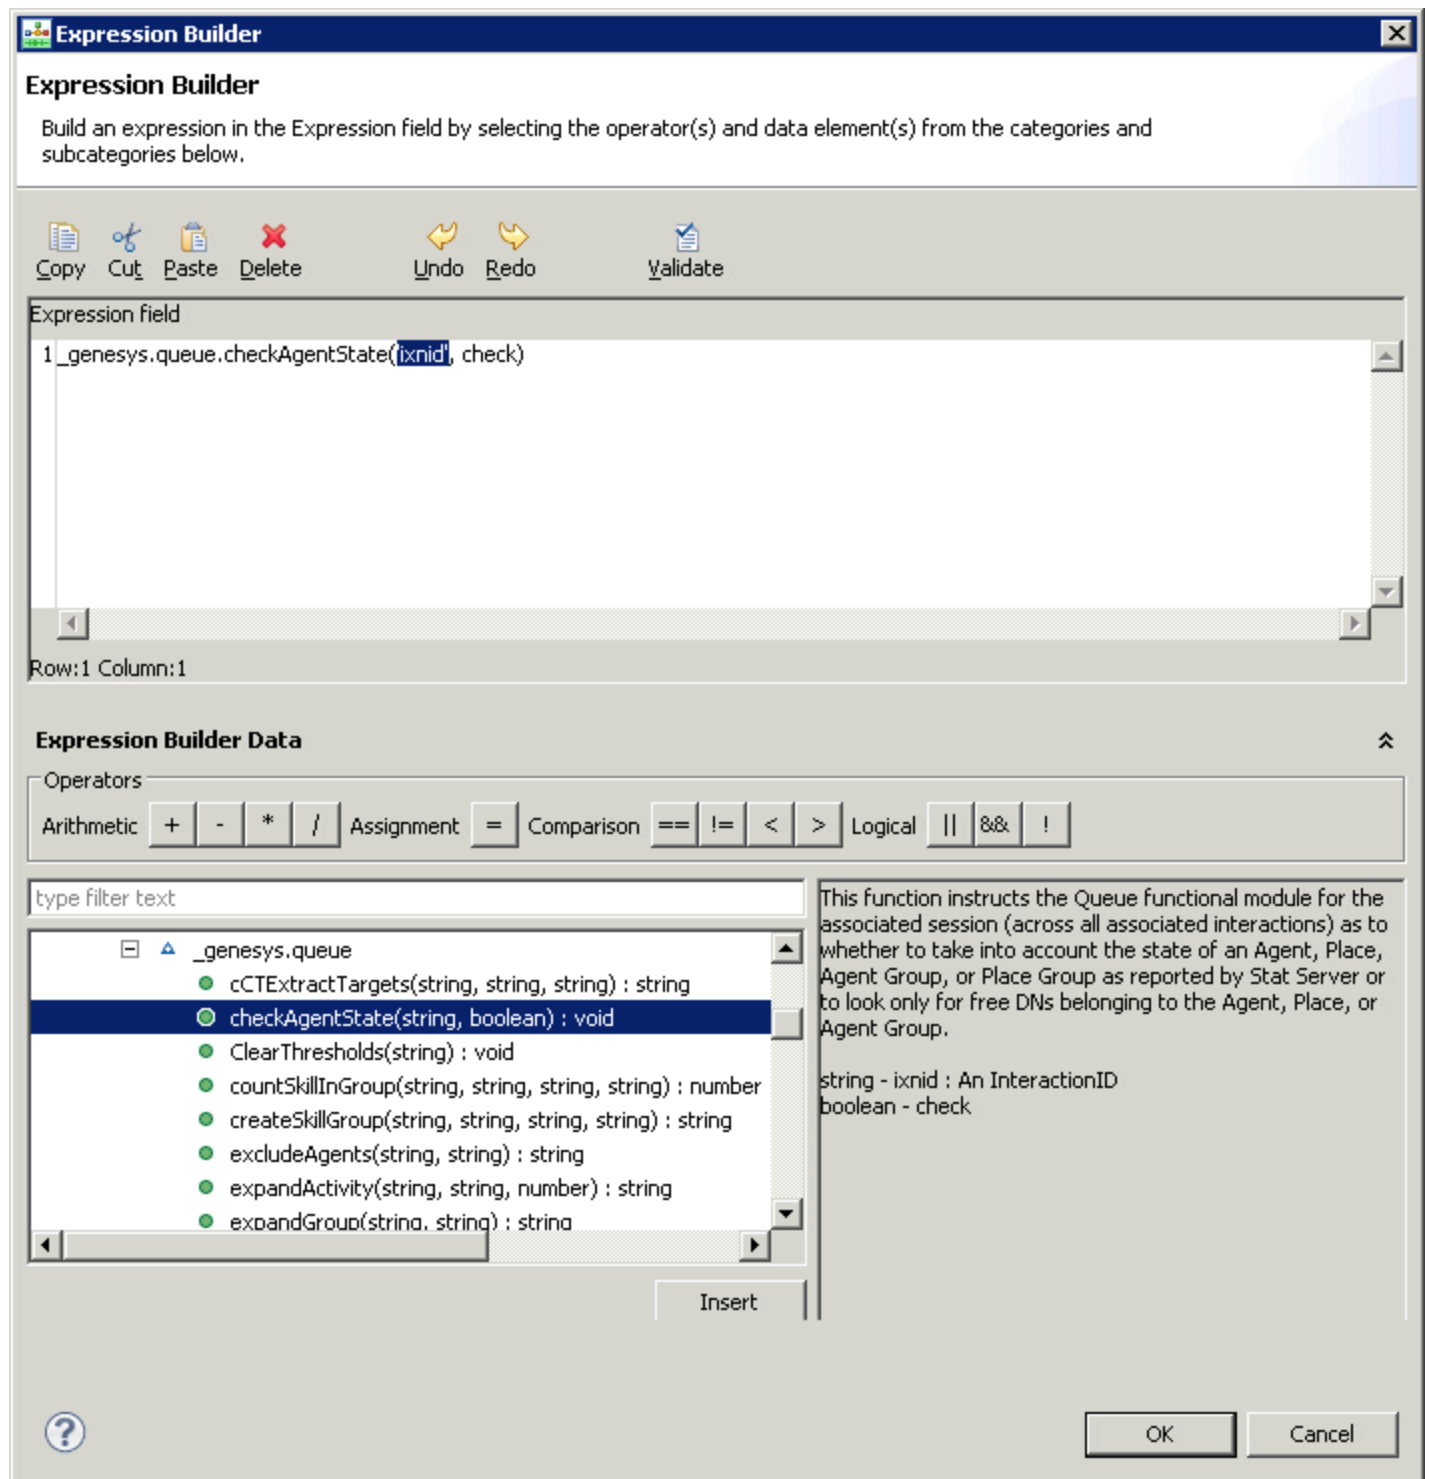 Expression Builder
Expression Builder
Build an expression in the Expression field by selecting the operator(s) and data element(s) from the categories and
subcategories below.
Copy Cut Paste Delete Undo Redo Validate
Expression field
1 _genesys.queue.checkAgentState('ixnid', check)
Row:1 Column:1
Expression Builder Data
Operators
Arithmetic + - * / Assignment = Comparison == != < > Logical || && !
type filter text
_genesys.queue
cCTExtractTargets(string, string, string) : string
checkAgentState(string, boolean) : void
ClearThresholds(string) : void
countSkillInGroup(string, string, string, string) : number
createSkillGroup(string, string, string, string) : string
excludeAgents(string, string) : string
expandActivity(string, string, number) : string
expandGroup(string, string) : string
Insert
This function instructs the Queue functional module for the
associated session (across all associated interactions) as to
whether to take into account the state of an Agent, Place,
Agent Group, or Place Group as reported by Stat Server or
to look only for free DNs belonging to the Agent, Place, or
Agent Group.
string - ixnid : An InteractionID
boolean - check
?
OK Cancel